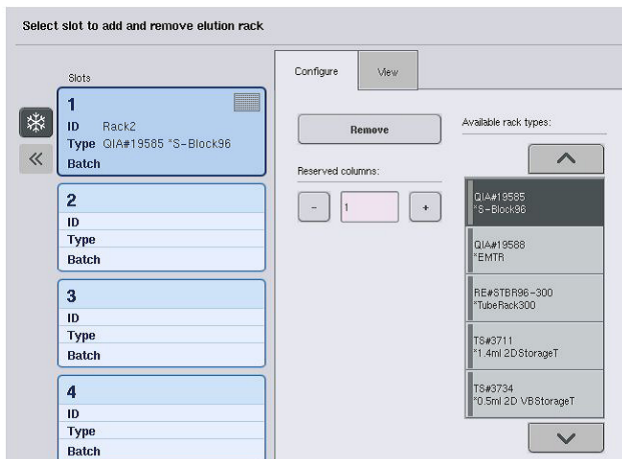 Select slot to add and remove elution rack
Slots
1
ID Rack2
Type QIA#19585 *S-Block96
Batch
2
ID
Type
Batch
3
ID
Type
Batch
4
ID
Type
Batch
Configure View
Remove
Reserved columns:
- 1 +
Available rack types:
QIA#19585
*S-Block96
QIA#19588
*EMTR
RE#STBR96-300
*TubeRack300
TS#3711
*1.4ml 2DStorageT
TS#3734
*0.5ml 2D VBStorageT